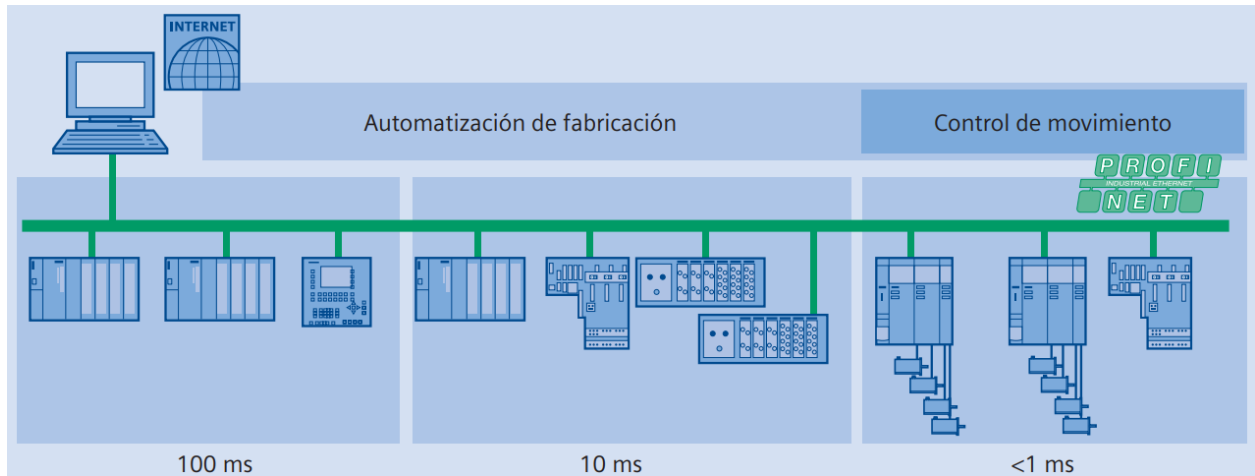 INTERNET
Automatización de fabricación
Control de movimiento
PROFI
INDUSTRIAL ETHERNET
NET
100 ms
10 ms
<1 ms